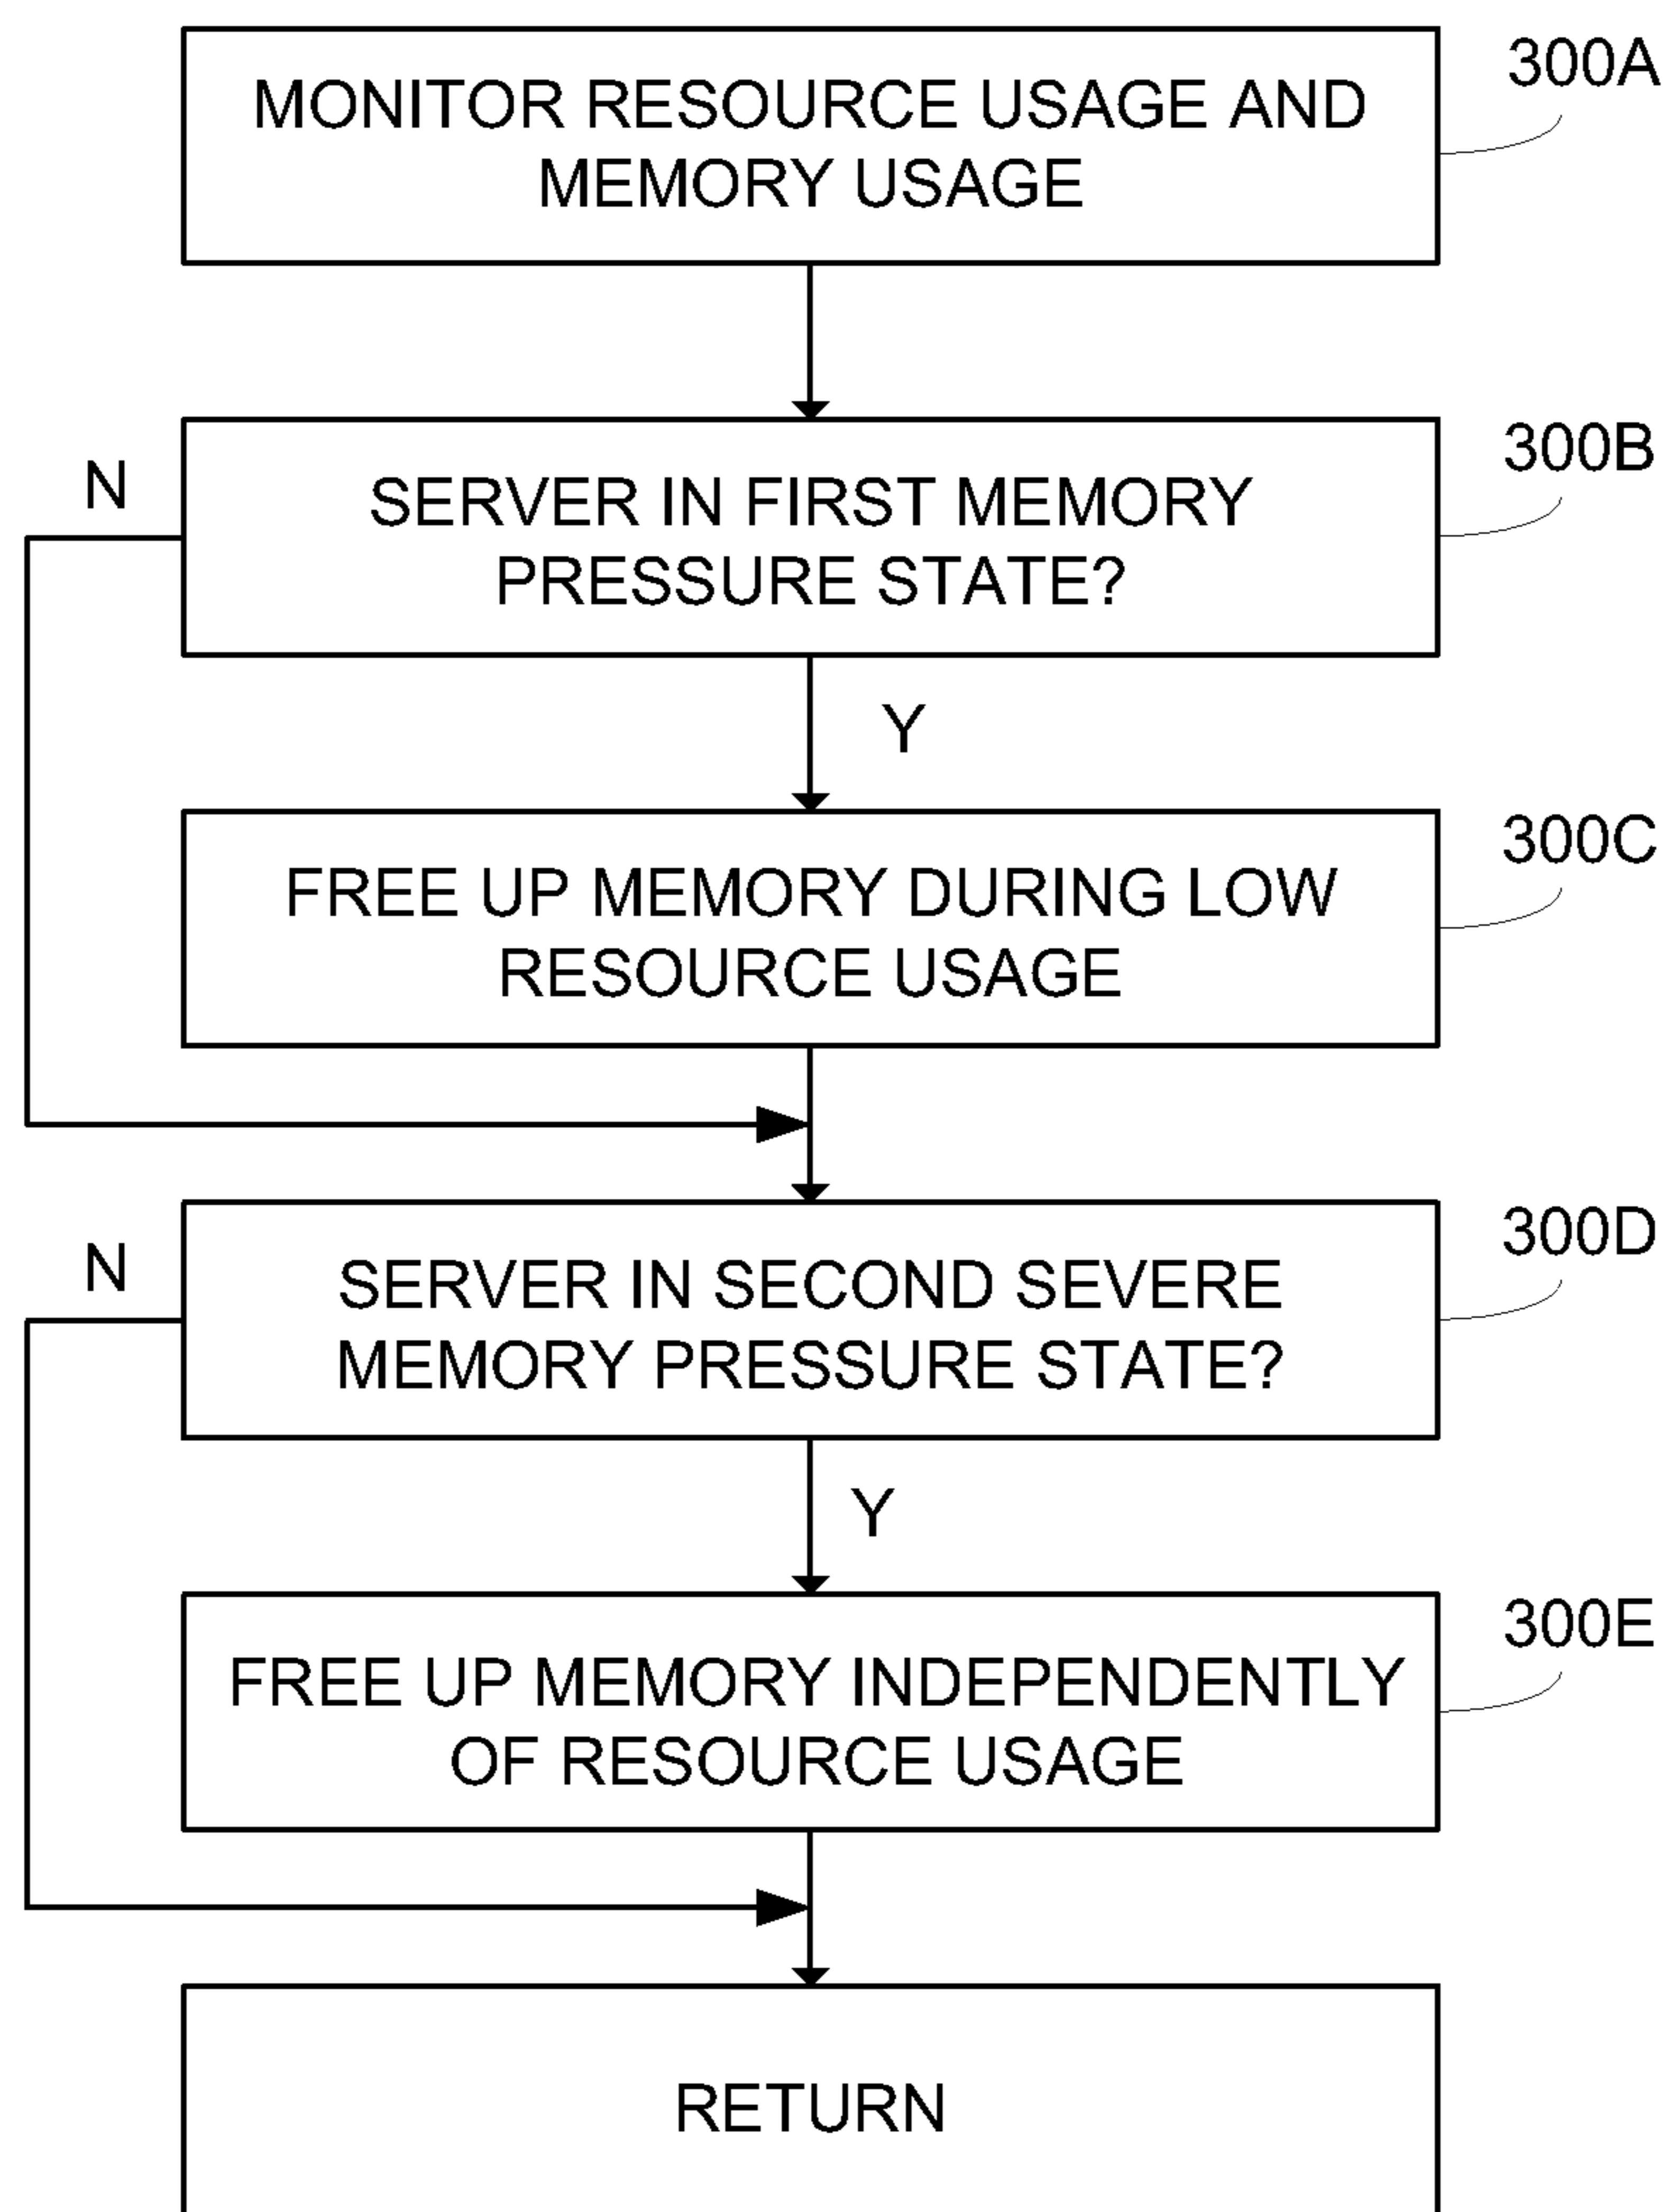 MONITOR RESOURCE USAGE AND
MEMORY USAGE
300A
N
SERVER IN FIRST MEMORY
PRESSURE STATE?
300B
Y
FREE UP MEMORY DURING LOW
RESOURCE USAGE
300C
N
SERVER IN SECOND SEVERE
MEMORY PRESSURE STATE?
300D
Y
FREE UP MEMORY INDEPENDENTLY
OF RESOURCE USAGE
300E
RETURN